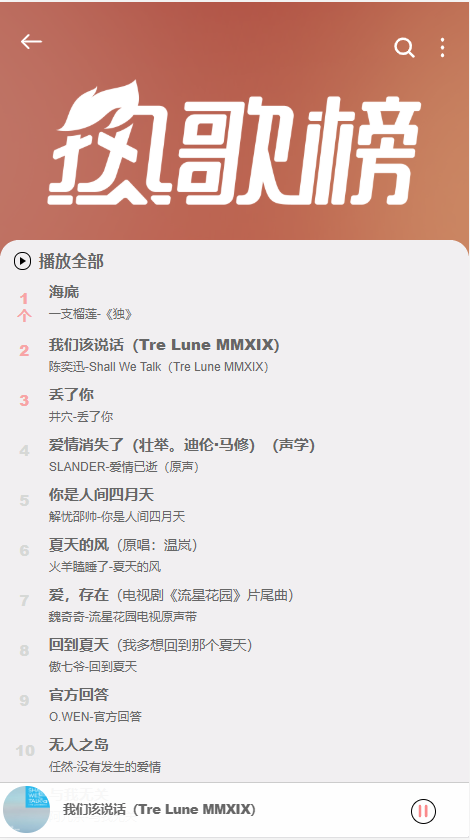 热歌榜
播放全部
1
个
海底
一支榴莲-《独》
2
我们该说话（Tre Lune MMXIX）
陈奕迅-Shall We Talk（Tre Lune MMXIX）
3
丢了你
井穴-丢了你
4
爱情消失了（壮举。迪伦·马修）（声学）
SLANDER-爱情已逝（原声）
5
你是人间四月天
解忧邵帅-你是人间四月天
6
夏天的风（原唱：温岚）
火羊瞌睡了-夏天的风
7
爱，存在（电视剧《流星花园》片尾曲）
魏奇奇-流星花园电视原声带
8
回到夏天（我多想回到那个夏天）
傲七爷-回到夏天
9
官方回答
O.WEN-官方回答
10
无人之岛
任然-没有发生的爱情
我们该说话（Tre Lune MMXIX）